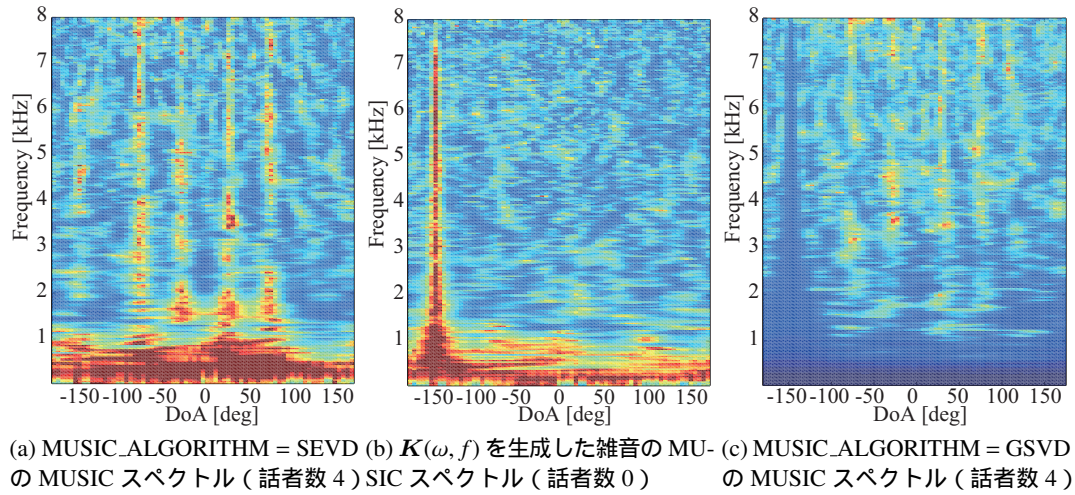 8
7
6
5
4
3
2
1
Frequency [kHz]
-150 -100 -50 0 50 100 150
DoA [deg]
8
7
6
5
4
3
2
1
Frequency [kHz]
-150 -100 -50 0 50 100 150
DoA [deg]
8
7
6
5
4
3
2
1
Frequency [kHz]
-150 -100 -50 0 50 100 150
DoA [deg]
(a) MUSIC_ALGORITHM = SEVD
の MUSIC スペクトル ( 話者数 4 )
(b) K(ω, f) を生成した雑音の MU-
SIC スペクトル ( 話者数 0 )
(c) MUSIC_ALGORITHM = GSVD
の MUSIC スペクトル ( 話者数 4 )